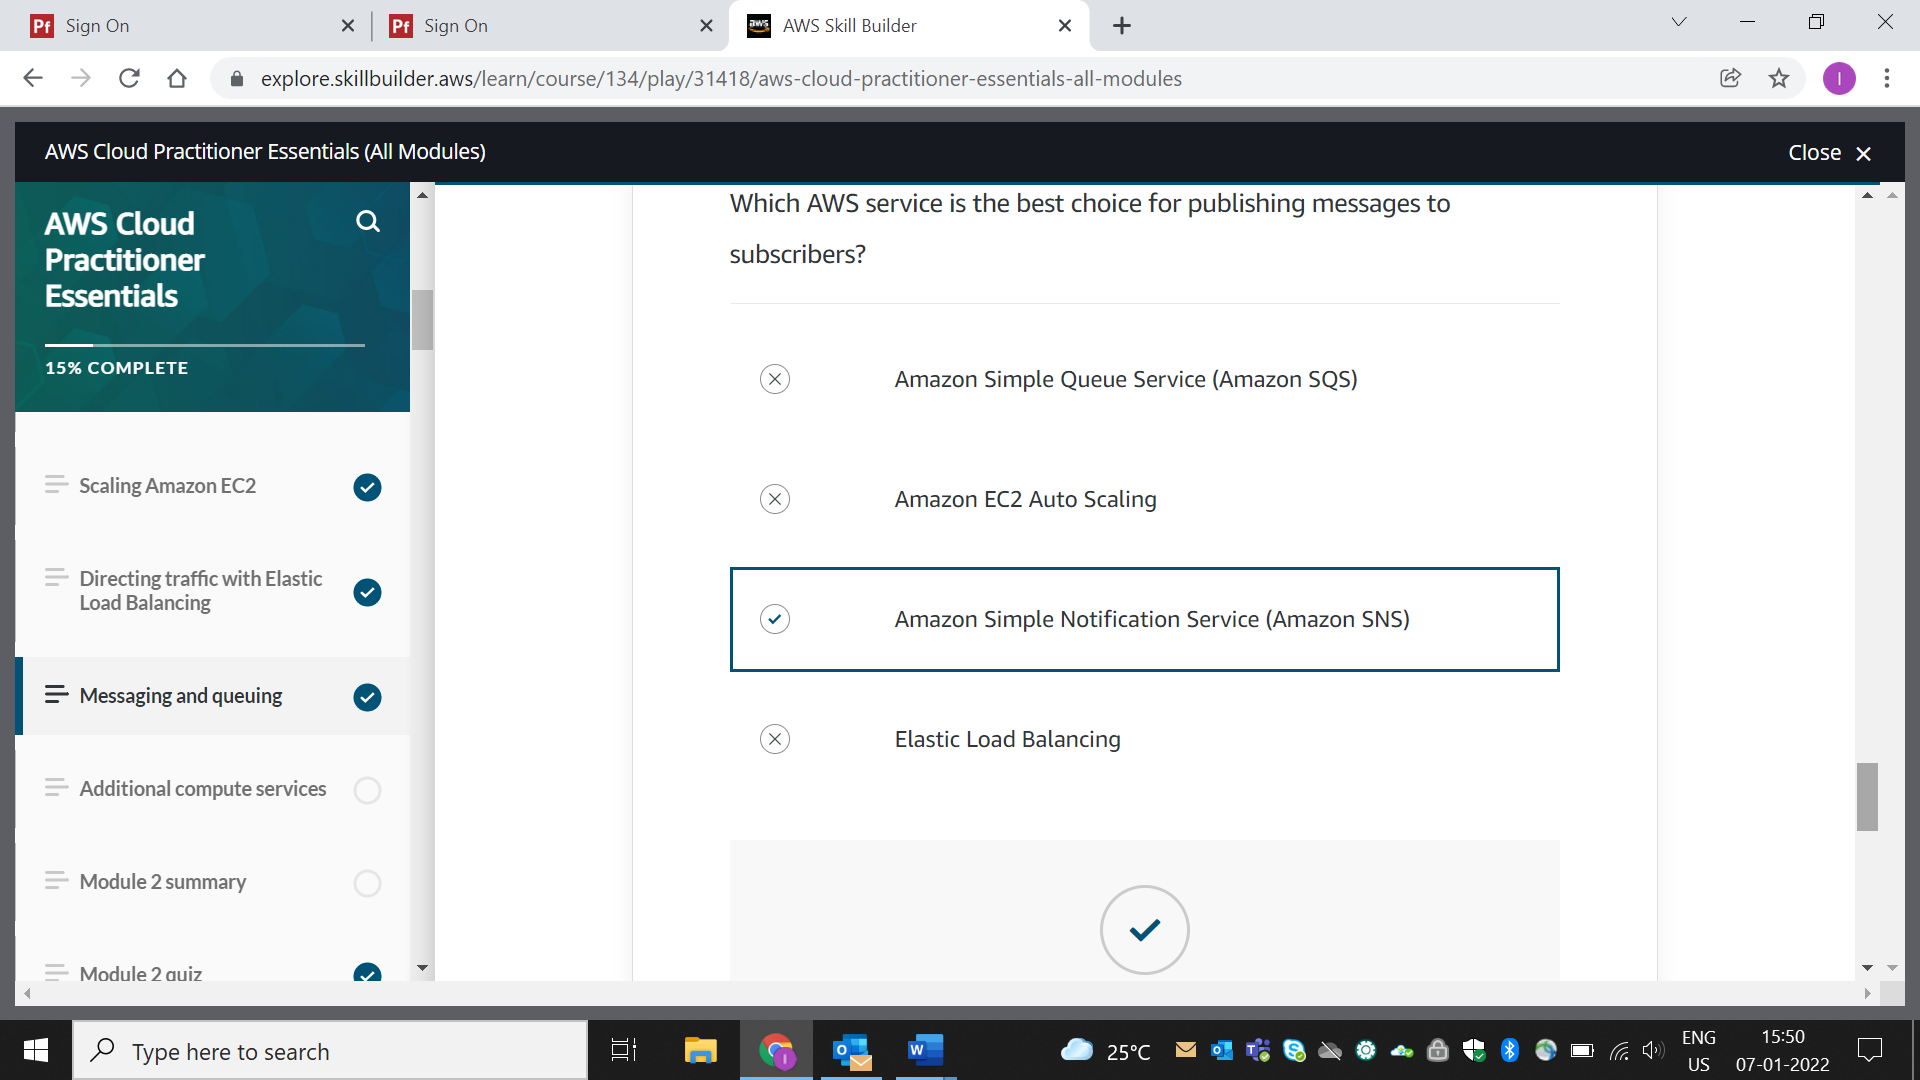 Pf Sign On
Pf Sign On
aws AWS Skill Builder
explore.skillbuilder.aws/learn/course/134/play/31418/aws-cloud-practitioner-essentials-all-modules
I
AWS Cloud Practitioner Essentials (All Modules)
Close
AWS Cloud
Practitioner
Essentials
15% COMPLETE
Scaling Amazon EC2
Directing traffic with Elastic
Load Balancing
Messaging and queuing
Additional compute services
Module 2 summary
Module 2 quiz
Which AWS service is the best choice for publishing messages to
subscribers?
Amazon Simple Queue Service (Amazon SQS)
Amazon EC2 Auto Scaling
Amazon Simple Notification Service (Amazon SNS)
Elastic Load Balancing
Type here to search
25°C
ENG
US
15:50
07-01-2022